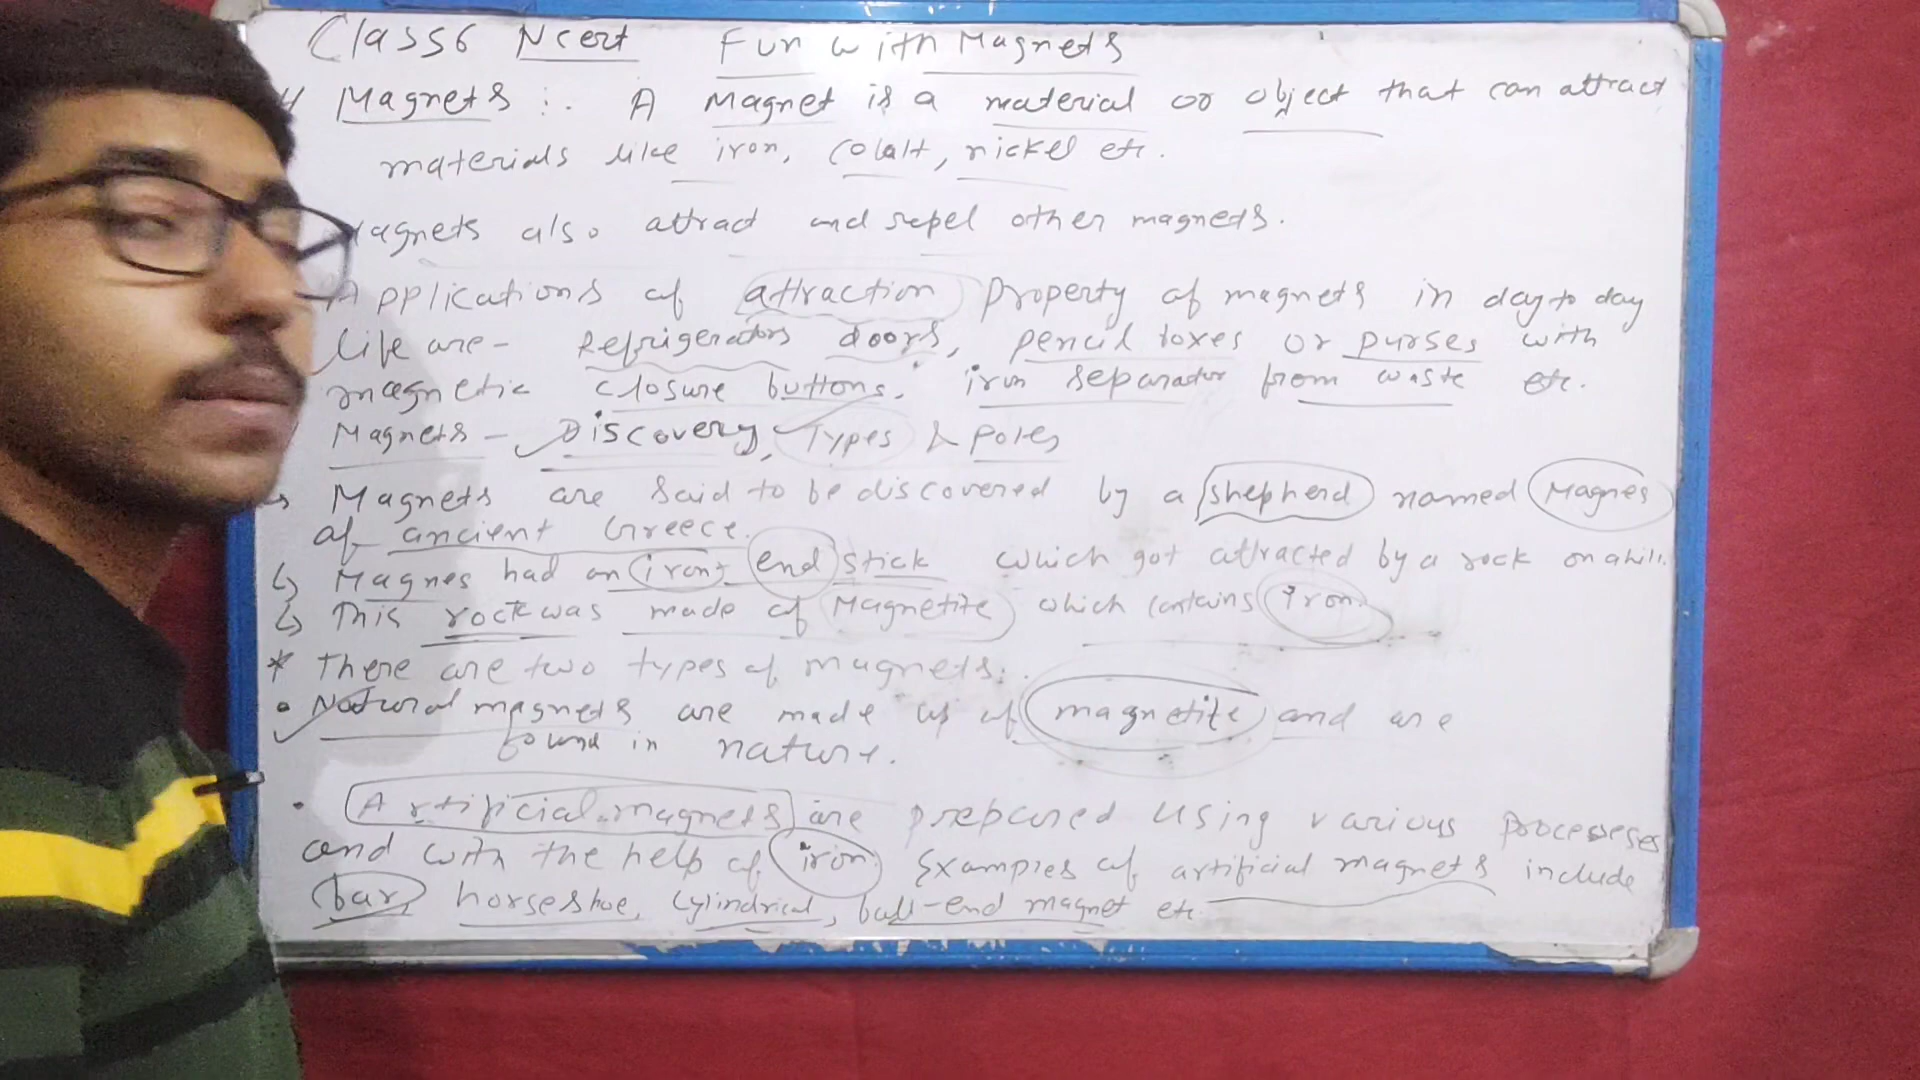 Class 6 Ncert Fun with Magnets
Magnets :. A Magnet is a material or object that can attract
materials like iron, cobalt, nickel etc.
agnets also attract and repel other magnets.
Applications of attraction property of magnets in day to day
life are - Refrigerators doors, pencil boxes or purses with
magnetic closure buttons, iron separator from waste etc.
Magnets - Discovery, Types & Poles
↳ Magnets are said to be discovered by a shepherd named Magnes
of ancient Greece.
↳ Magnes had an iron end stick which got attracted by a rock on a hill.
↳ This rock was made of Magnetite which contains iron.
* There are two types of magnets:.
• Natural magnets are made up of magnetite and are
found in nature.
• Artificial magnets are prepared using various processeses
and with the help of iron. Examples of artificial magnets include
bar, horseshoe, cylindrical, ball-end magnet etc.